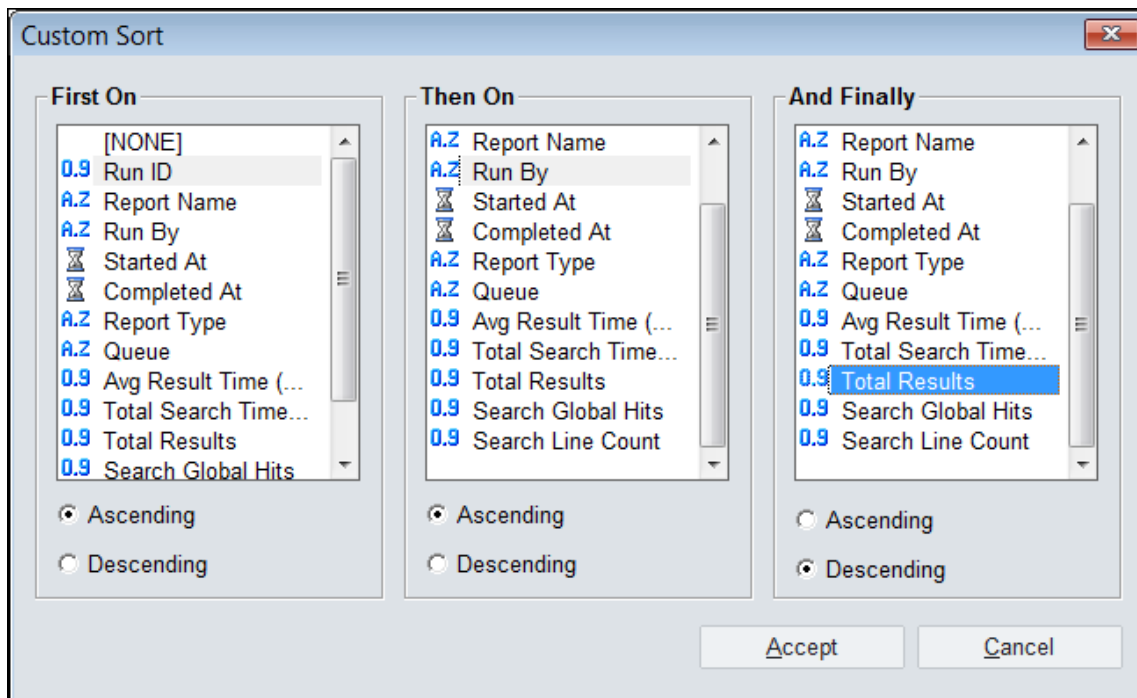 Custom Sort
First On
[NONE]
0.9 Run ID
A.Z Report Name
A.Z Run By
Started At
Completed At
A.Z Report Type
A.Z Queue
0.9 Avg Result Time (...
0.9 Total Search Time...
0.9 Total Results
0.9 Search Global Hits
Ascending
Descending
Then On
A.Z Report Name
A.Z Run By
Started At
Completed At
A.Z Report Type
A.Z Queue
0.9 Avg Result Time (...
0.9 Total Search Time...
0.9 Total Results
0.9 Search Global Hits
0.9 Search Line Count
Ascending
Descending
And Finally
A.Z Report Name
A.Z Run By
Started At
Completed At
A.Z Report Type
A.Z Queue
0.9 Avg Result Time (...
0.9 Total Search Time...
0.9 Total Results
0.9 Search Global Hits
0.9 Search Line Count
Ascending
Descending
Accept
Cancel